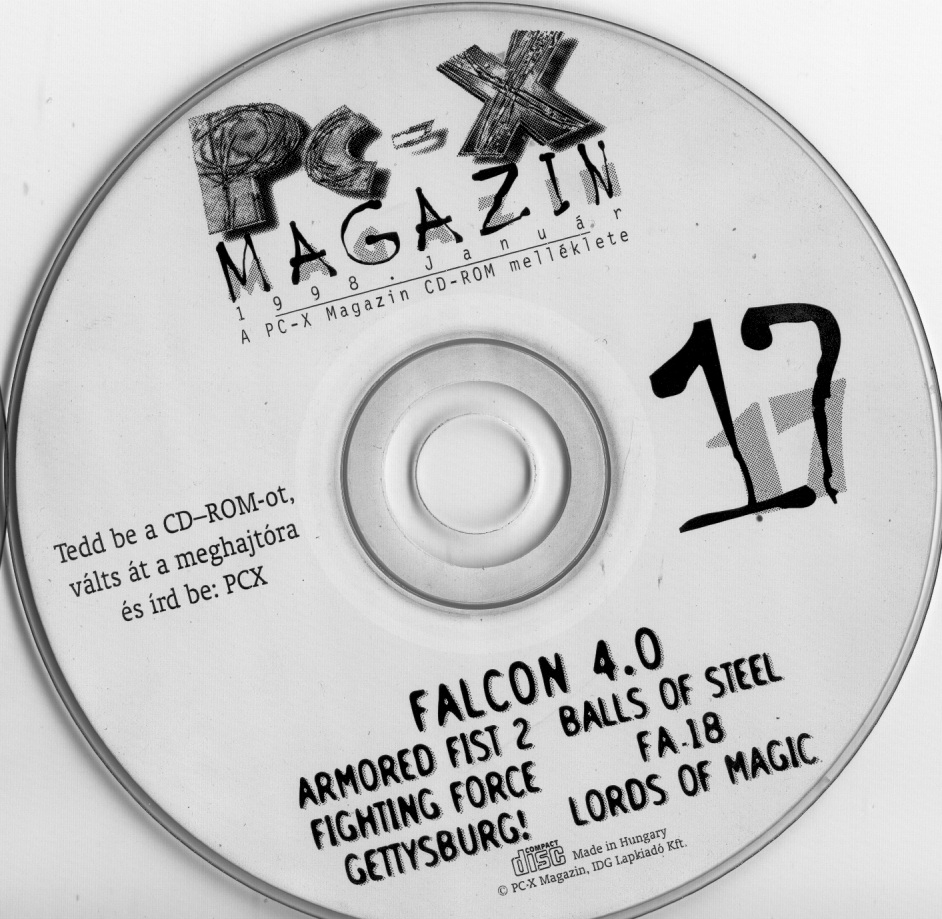 Pc-X
MAGAZIN
1998. Január
A PC-X Magazin CD-ROM melléklete
17
17
Tedd be a CD–ROM-ot,
válts át a meghajtóra
és írd be: PCX
FALCON 4.0
ARMORED FIST 2 BALLS OF STEEL
FIGHTING FORCE FA-18
GETTYSBURG! LORDS OF MAGIC
COMPACT
disc Made in Hungary
© PC-X Magazin, IDG Lapkiadó Kft.